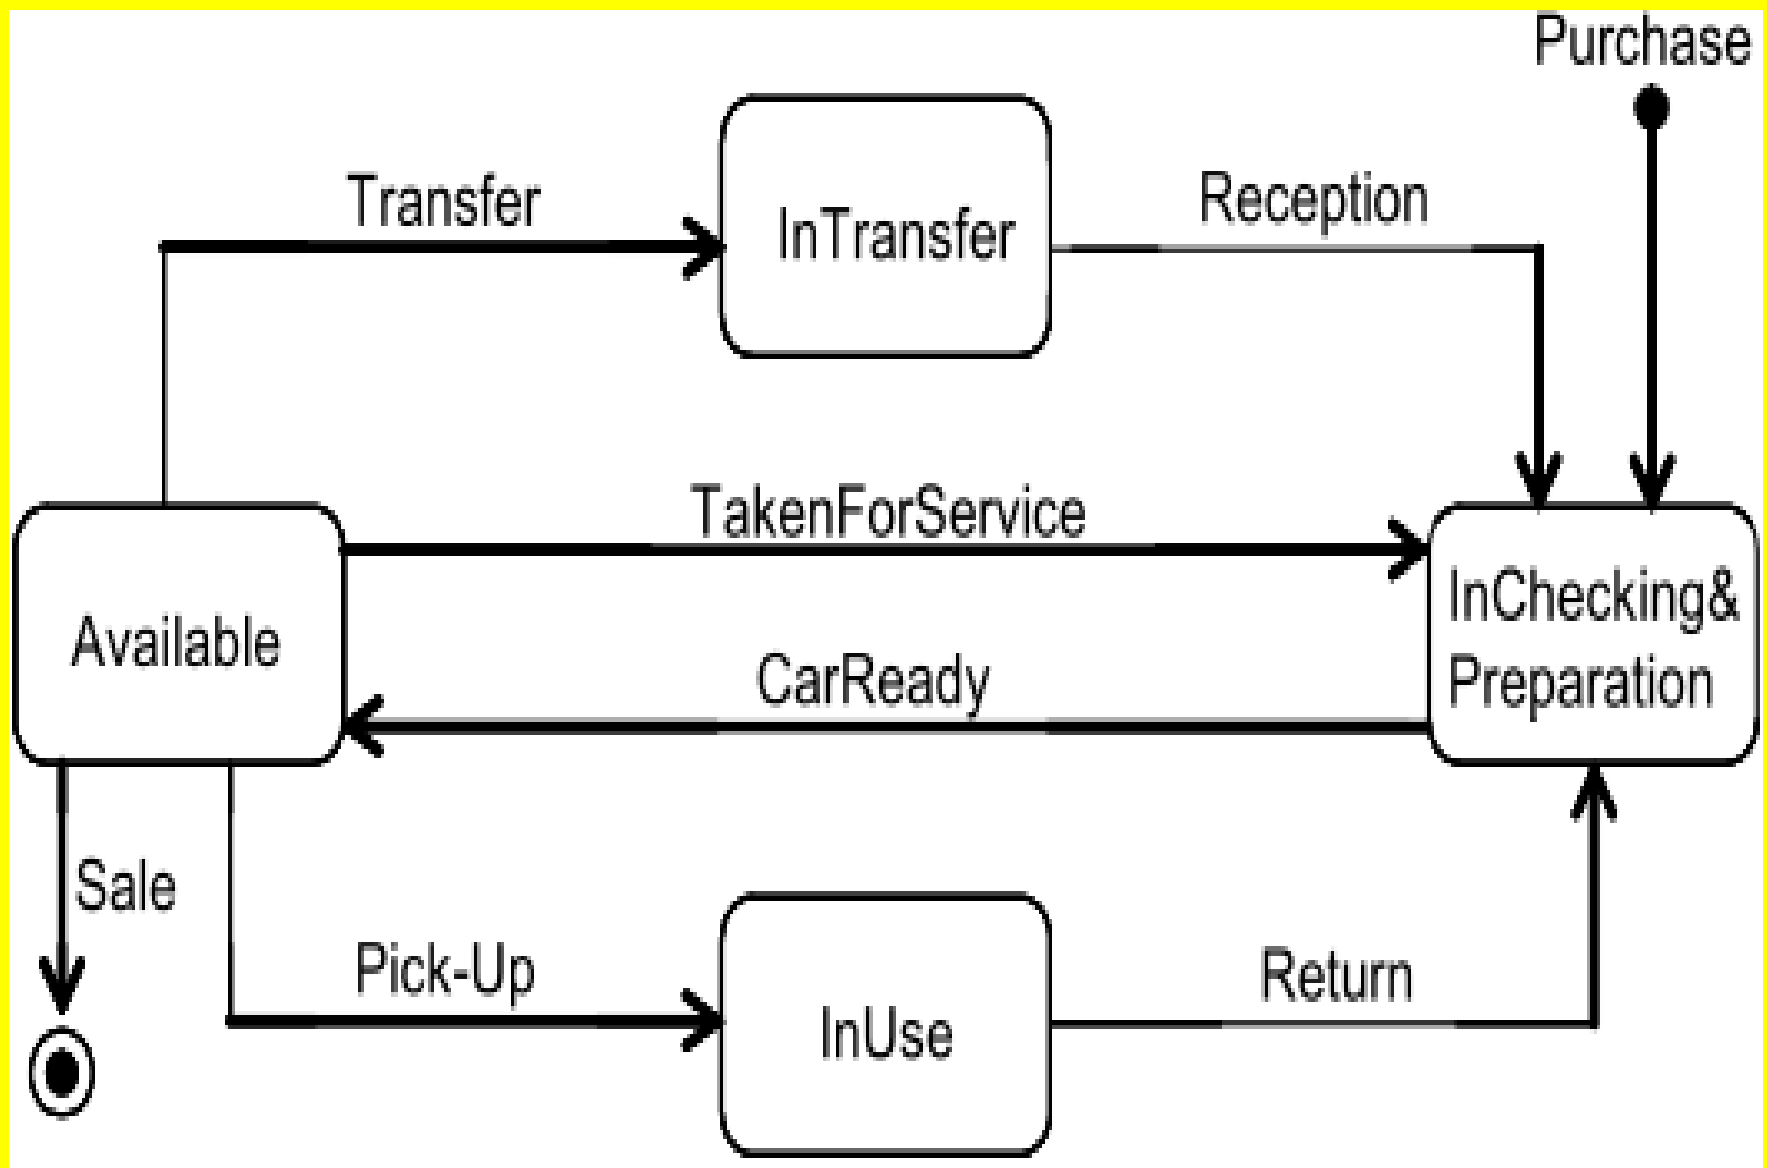 Purchase
Transfer
InTransfer
Reception
TakenForService
Available
InChecking&
Preparation
CarReady
Sale
Pick-Up
InUse
Return